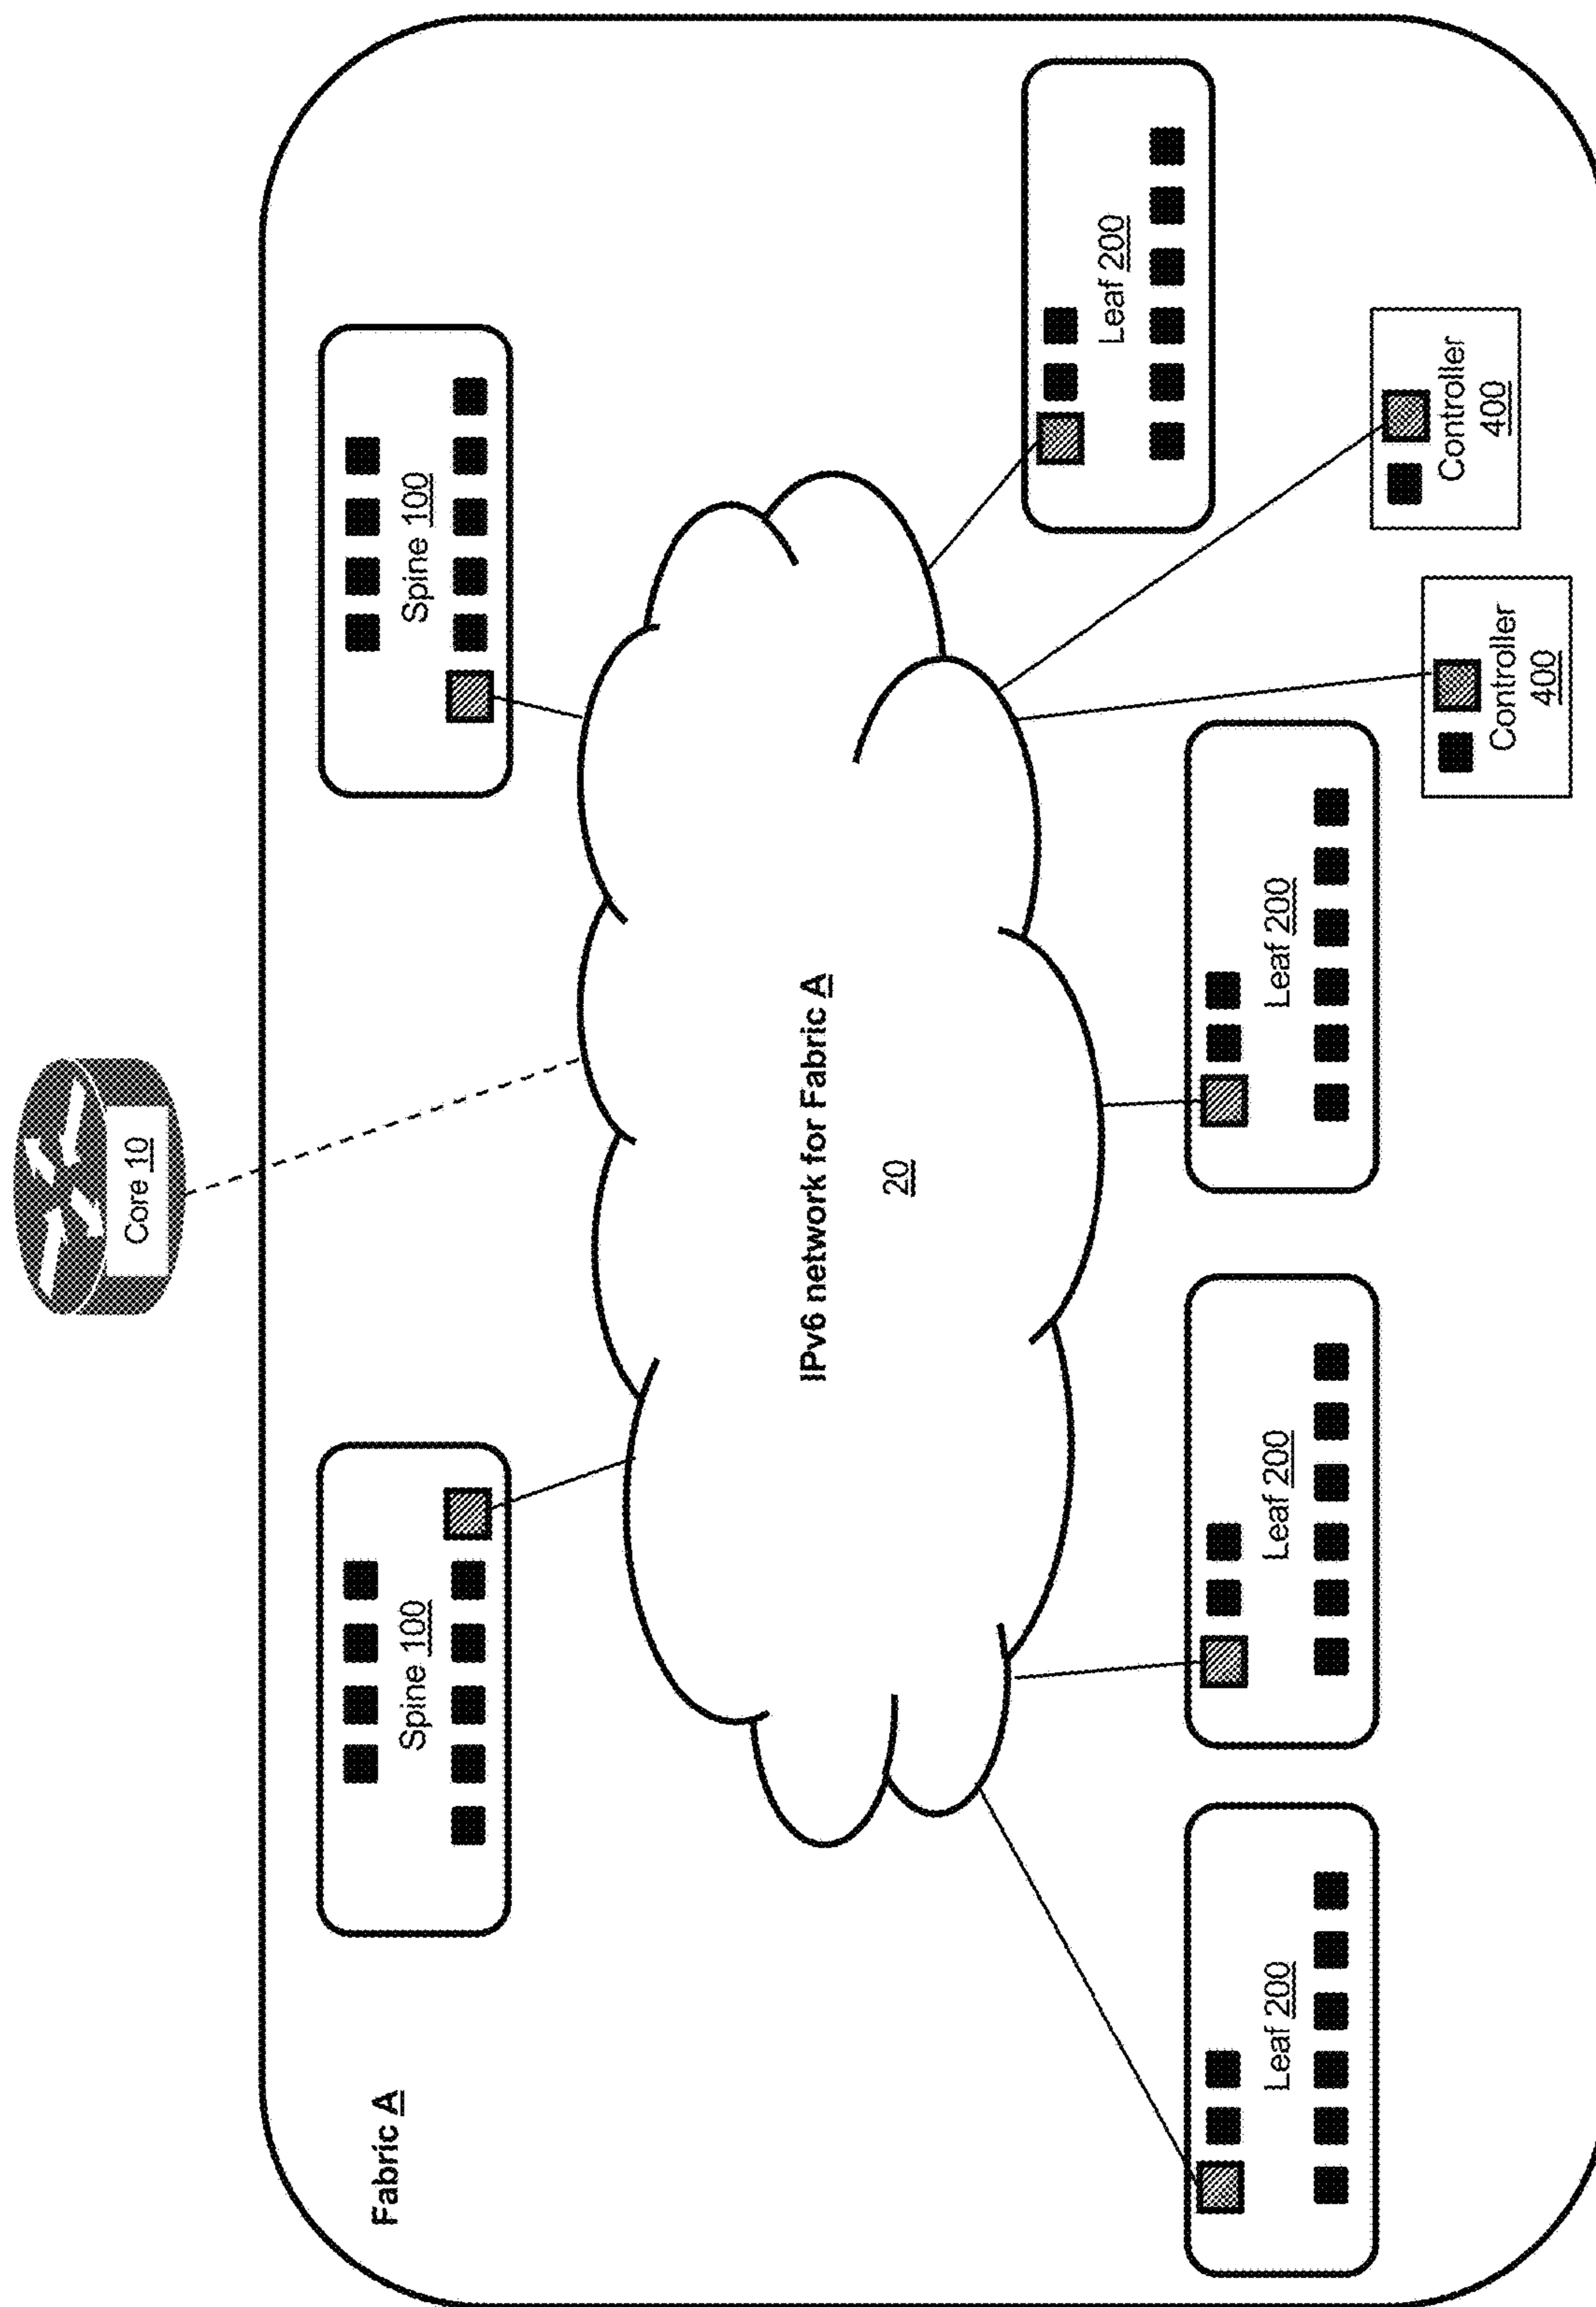 Core 10
Fabric A
Spine 100
Spine 100
IPv6 network for Fabric A
20
Leaf 200
Leaf 200
Leaf 200
Leaf 200
Controller
400
Controller
400